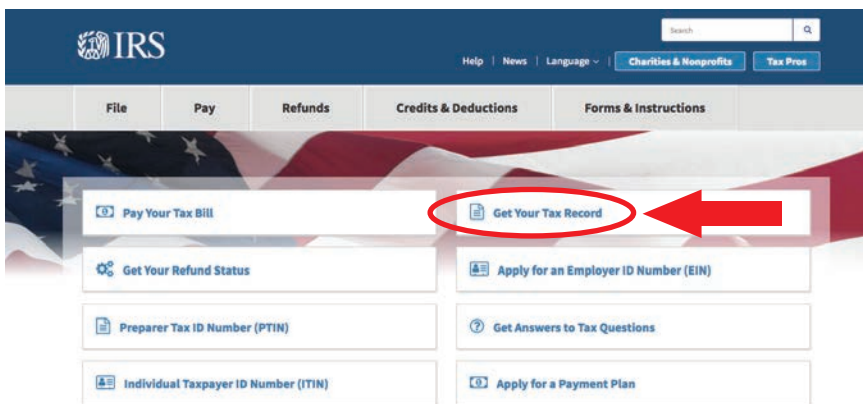 Search
IRS
Help | News | Language | Charities & Nonprofits Tax Pros
File Pay Refunds Credits & Deductions Forms & Instructions
Pay Your Tax Bill Get Your Tax Record
Get Your Refund Status Apply for an Employer ID Number (EIN)
Preparer Tax ID Number (PTIN) Get Answers to Tax Questions
Individual Taxpayer ID Number (ITIN) Apply for a Payment Plan